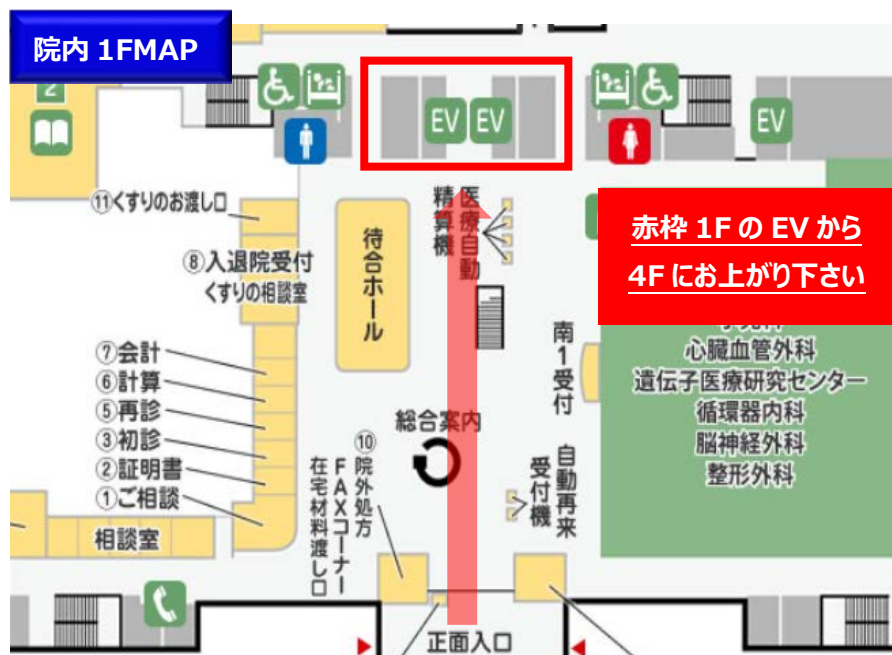 院内 1FMAP
2
EV
EV
EV
⑪くすりのお渡し口
医療自動
精算機
赤枠 1F の EV から
4F にお上がり下さい
⑧入退院受付
くすりの相談室
待合ホール
⑦会計
⑥計算
⑤再診
③初診
②証明書
①ご相談
相談室
南1受付
心臓血管外科
遺伝子医療研究センター
循環器内科
脳神経外科
整形外科
総合案内
⑩院外処方
FAXコーナー
在宅材料渡し口
自動再来
受付機
正面入口